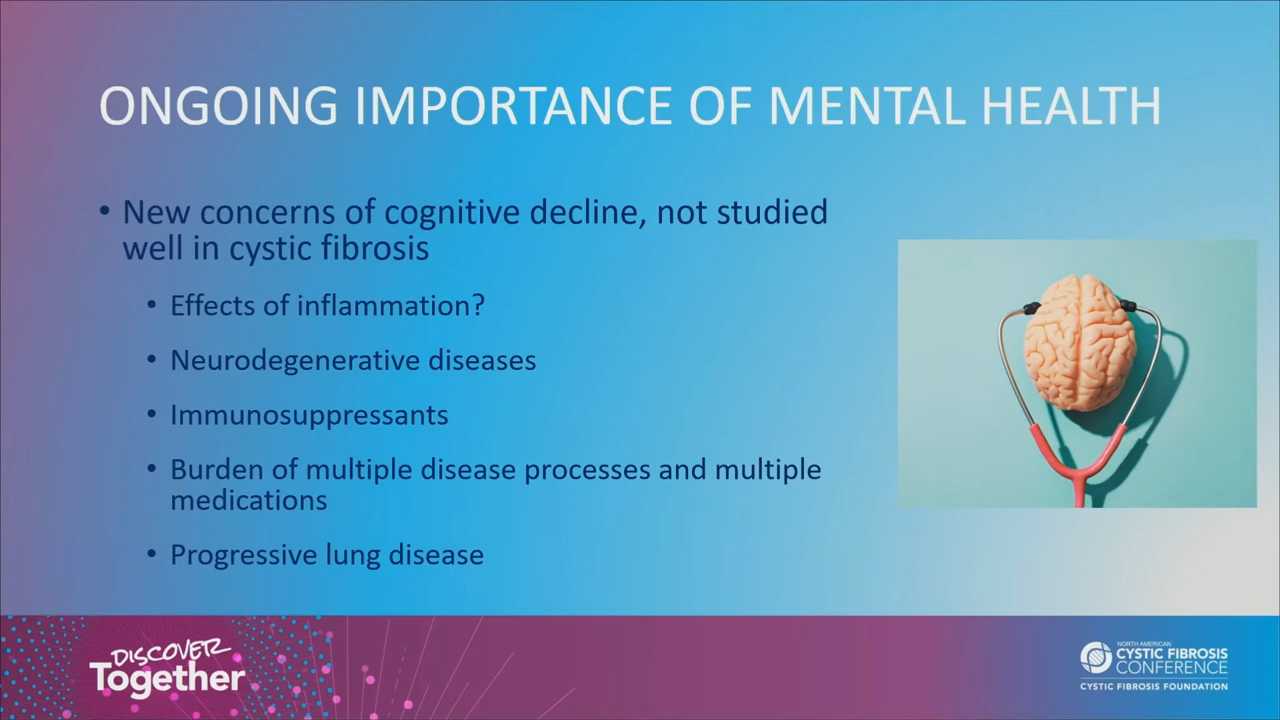 ONGOING IMPORTANCE OF MENTAL HEALTH
• New concerns of cognitive decline, not studied
well in cystic fibrosis
• Effects of inflammation?
• Neurodegenerative diseases
• Immunosuppressants
• Burden of multiple disease processes and multiple
medications
• Progressive lung disease
DISCOVER
Together
NORTH AMERICAN
CYSTIC FIBROSIS
CONFERENCE
CYSTIC FIBROSIS FOUNDATION